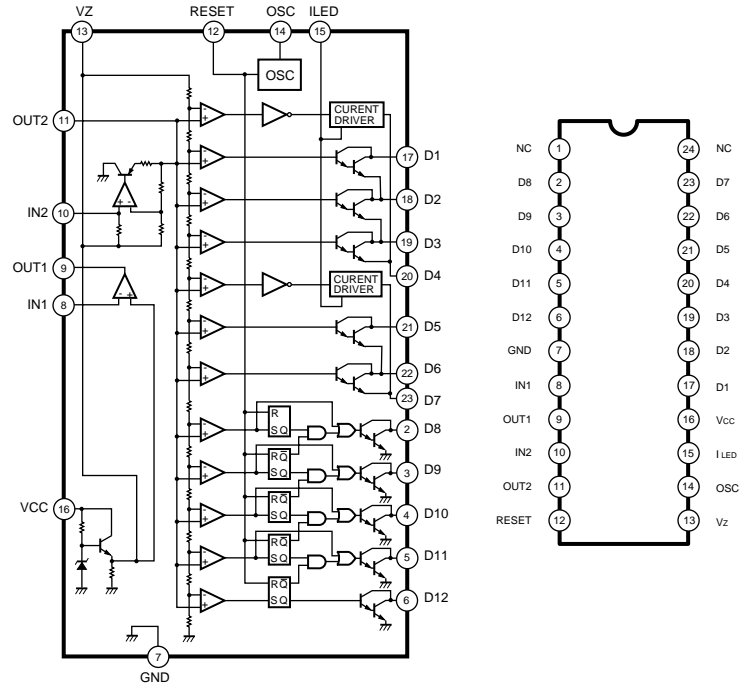 VZ RESET OSC ILED
13 12 14 15
OSC
CURENT
DRIVER
OUT2 11
17 D1
IN2 10
18 D2
19 D3
OUT1 9
20 D4
CURENT
DRIVER
IN1 8
21 D5
22 D6
23 D7
R
S Q
2 D8
R Q̅
S Q
3 D9
R Q̅
S Q
4 D10
VCC 16
R Q̅
S Q
5 D11
R Q̅
S Q
6 D12
7
GND
NC 1 24 NC
D8 2 23 D7
D9 3 22 D6
D10 4 21 D5
D11 5 20 D4
D12 6 19 D3
GND 7 18 D2
IN1 8 17 D1
OUT1 9 16 VCC
IN2 10 15 I LED
OUT2 11 14 OSC
RESET 12 13 VZ